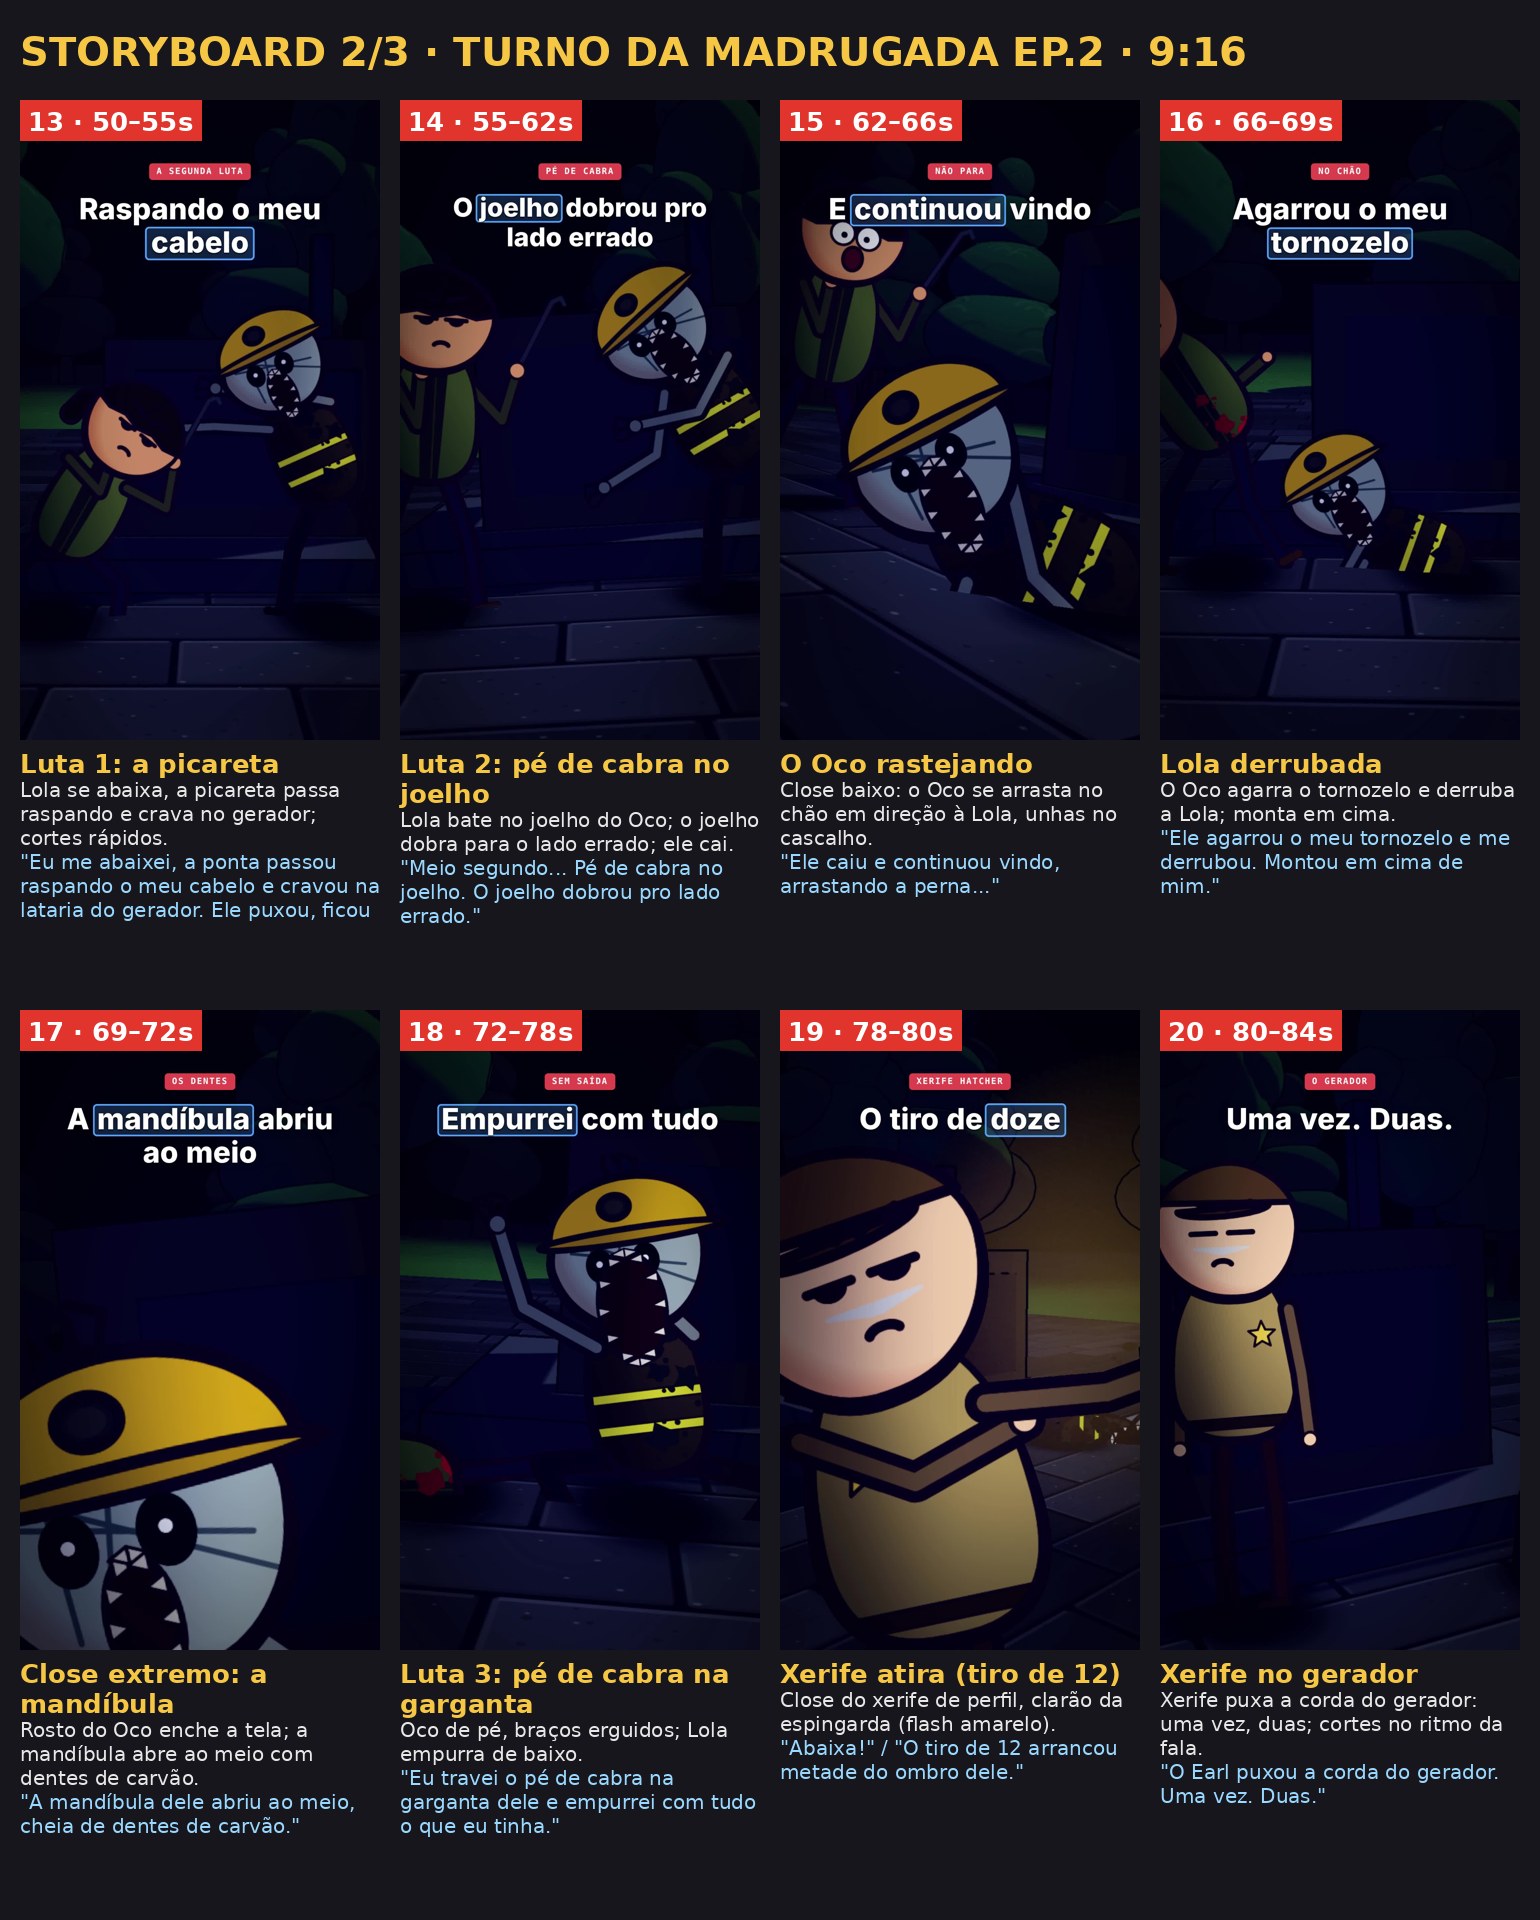 STORYBOARD 2/3 · TURNO DA MADRUGADA EP.2 · 9:16
13 · 50–55s
A SEGUNDA LUTA
Raspando o meu
cabelo
Luta 1: a picareta
Lola se abaixa, a picareta passa
raspando e crava no gerador;
cortes rápidos.
"Eu me abaixei, a ponta passou
raspando o meu cabelo e cravou na
lataria do gerador. Ele puxou, ficou
14 · 55–62s
PÉ DE CABRA
O joelho dobrou pro
lado errado
Luta 2: pé de cabra no
joelho
Lola bate no joelho do Oco; o joelho
dobra para o lado errado; ele cai.
"Meio segundo... Pé de cabra no
joelho. O joelho dobrou pro lado
errado."
15 · 62–66s
NÃO PARA
E continuou vindo
O Oco rastejando
Close baixo: o Oco se arrasta no
chão em direção à Lola, unhas no
cascalho.
"Ele caiu e continuou vindo,
arrastando a perna..."
16 · 66–69s
NO CHÃO
Agarrou o meu
tornozelo
Lola derrubada
O Oco agarra o tornozelo e derruba
a Lola; monta em cima.
"Ele agarrou o meu tornozelo e me
derrubou. Montou em cima de
mim."
17 · 69–72s
OS DENTES
A mandíbula abriu
ao meio
Close extremo: a
mandíbula
Rosto do Oco enche a tela; a
mandíbula abre ao meio com
dentes de carvão.
"A mandíbula dele abriu ao meio,
cheia de dentes de carvão."
18 · 72–78s
SEM SAÍDA
Empurrei com tudo
Luta 3: pé de cabra na
garganta
Oco de pé, braços erguidos; Lola
empurra de baixo.
"Eu travei o pé de cabra na
garganta dele e empurrei com tudo
o que eu tinha."
19 · 78–80s
XERIFE HATCHER
O tiro de doze
Xerife atira (tiro de 12)
Close do xerife de perfil, clarão da
espingarda (flash amarelo).
"Abaixa!" / "O tiro de 12 arrancou
metade do ombro dele."
20 · 80–84s
O GERADOR
Uma vez. Duas.
Xerife no gerador
Xerife puxa a corda do gerador:
uma vez, duas; cortes no ritmo da
fala.
"O Earl puxou a corda do gerador.
Uma vez. Duas."